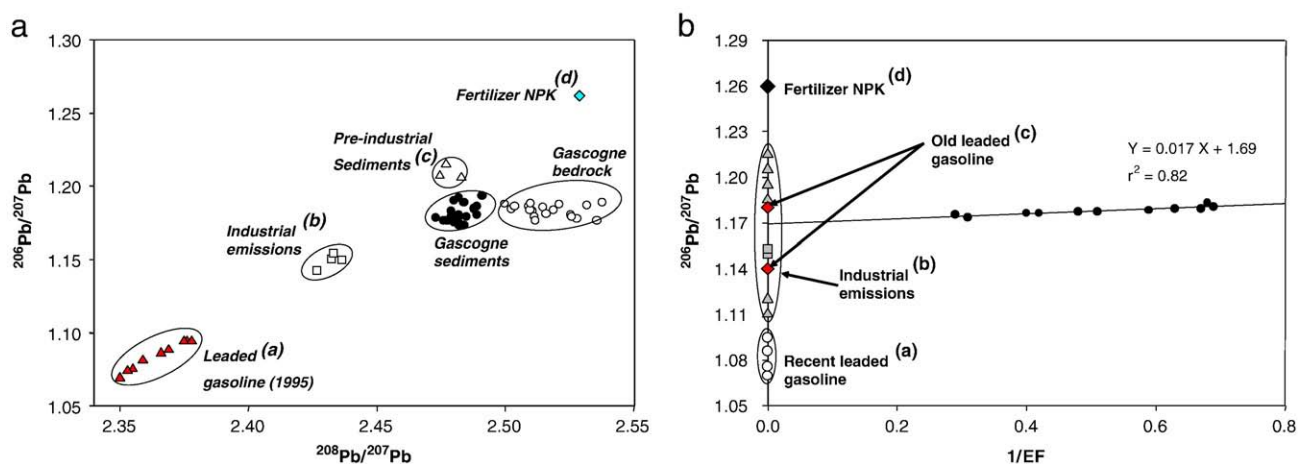 a
1.30
1.25
1.20
1.15
1.10
1.05
2.35
2.40
2.45
2.50
2.55
206Pb/207Pb
208Pb/207Pb
Fertilizer NPK (d)
Pre-industrial
Sediments (c)
Gascogne
bedrock
Industrial (b)
emissions
Gascogne
sediments
Leaded (a)
gasoline (1995)
b
1.29
1.26
1.23
1.20
1.17
1.14
1.11
1.08
1.05
0.0
0.2
0.4
0.6
0.8
206Pb/207Pb
1/EF
Fertilizer NPK (d)
Old leaded (c)
gasoline
Y = 0.017 X + 1.69
r2 = 0.82
Industrial (b)
emissions
Recent leaded (a)
gasoline